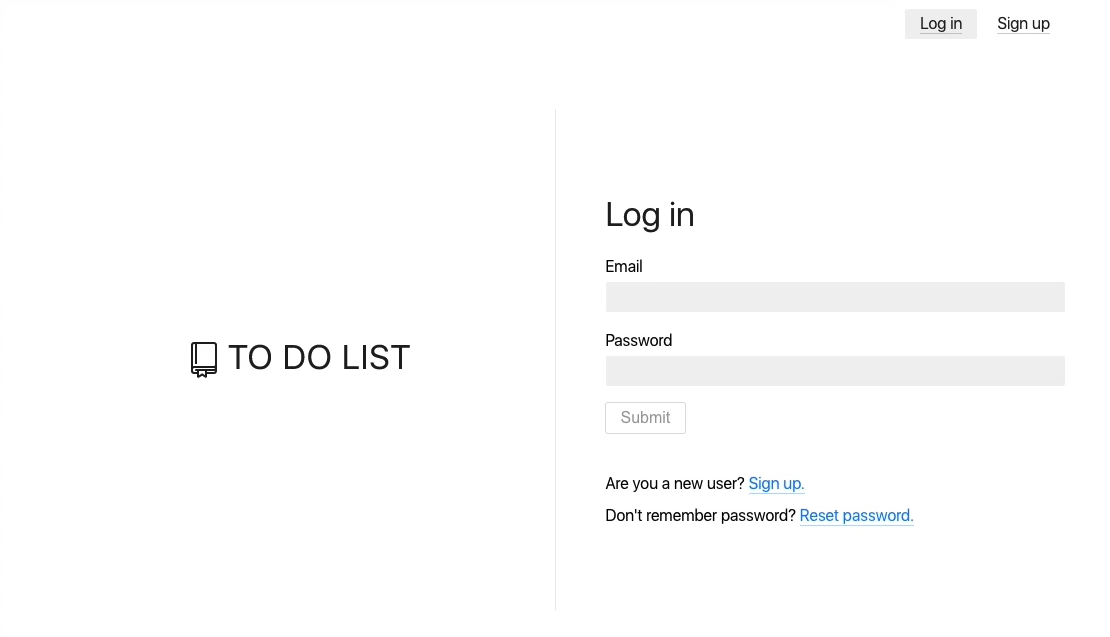 Log in Sign up
TO DO LIST
Log in
Email
Password
Submit
Are you a new user? Sign up.
Don't remember password? Reset password.